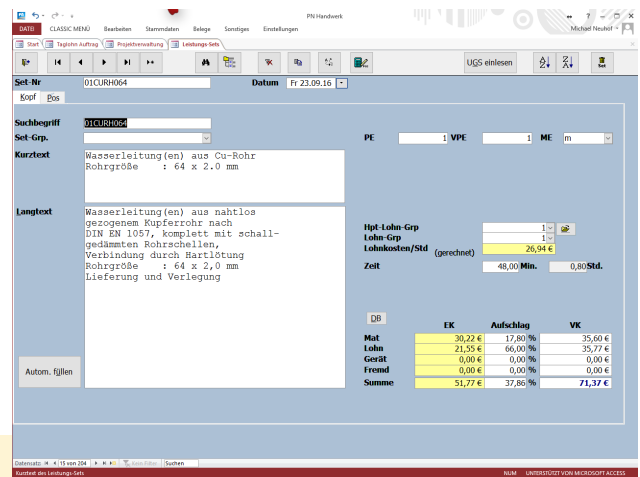 PN Handwerk
DATEI CLASSIC MENÜ Bearbeiten Stammdaten Belege Sonstiges Einstellungen Michael Neuhof
Start Taglohn Auftrag Projektverwaltung Leistungs-Sets
UGS einlesen Set
Set-Nr 01CURH064 Datum Fr 23.09.16
Kopf Pos
Suchbegriff 01CURH064
Set-Grp. PE 1 VPE 1 ME m
Kurztext Wasserleitung(en) aus Cu-Rohr
Rohrgröße : 64 x 2.0 mm
Langtext Wasserleitung(en) aus nahtlos
gezogenem Kupferrohr nach
DIN EN 1057, komplett mit schall-
gedämmten Rohrschellen,
Verbindung durch Hartlötung
Rohrgröße : 64 x 2,0 mm
Lieferung und Verlegung
Hpt-Lohn-Grp 1
Lohn-Grp 1
Lohnkosten/Std (gerechnet) 26,94 €
Zeit 48,00 Min. 0,80 Std.
DB
EK Aufschlag VK
Mat 30,22 € 17,80 % 35,60 €
Lohn 21,55 € 66,00 % 35,77 €
Gerät 0,00 € 0,00 % 0,00 €
Fremd 0,00 € 0,00 % 0,00 €
Summe 51,77 € 37,86 % 71,37 €
Autom. füllen
Datensatz: 15 von 204 Kein Filter Suchen
Kurztext des Leistungs-Sets NUM UNTERSTÜTZT VON MICROSOFT ACCESS